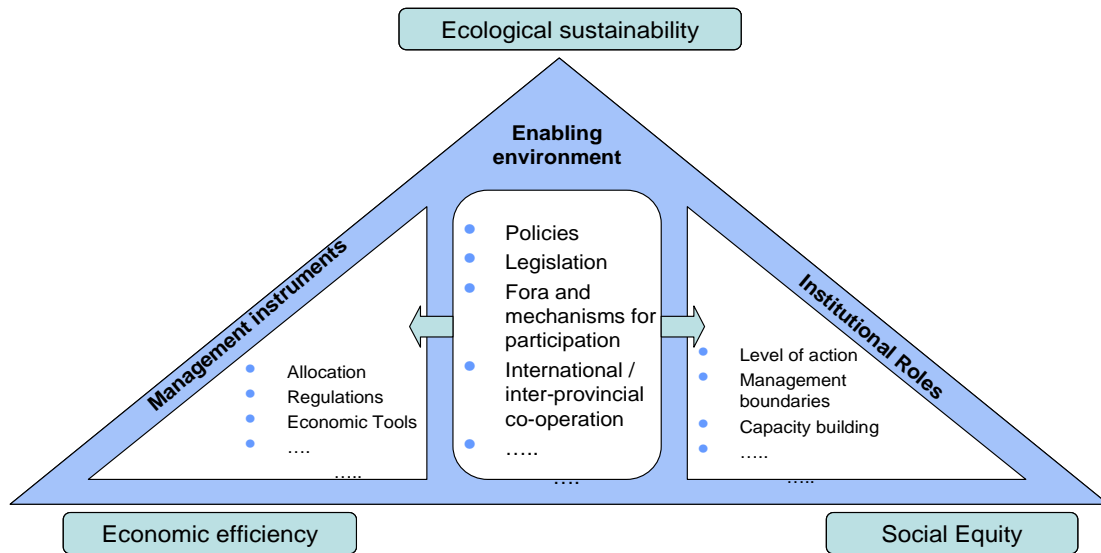 Ecological sustainability
Enabling
environment
Management instruments
Allocation
Regulations
Economic Tools
….
…..
Policies
Legislation
Fora and
mechanisms for
participation
International /
inter-provincial
co-operation
…..
….
Institutional Roles
Level of action
Management
boundaries
Capacity building
…..
…..
Economic efficiency
Social Equity